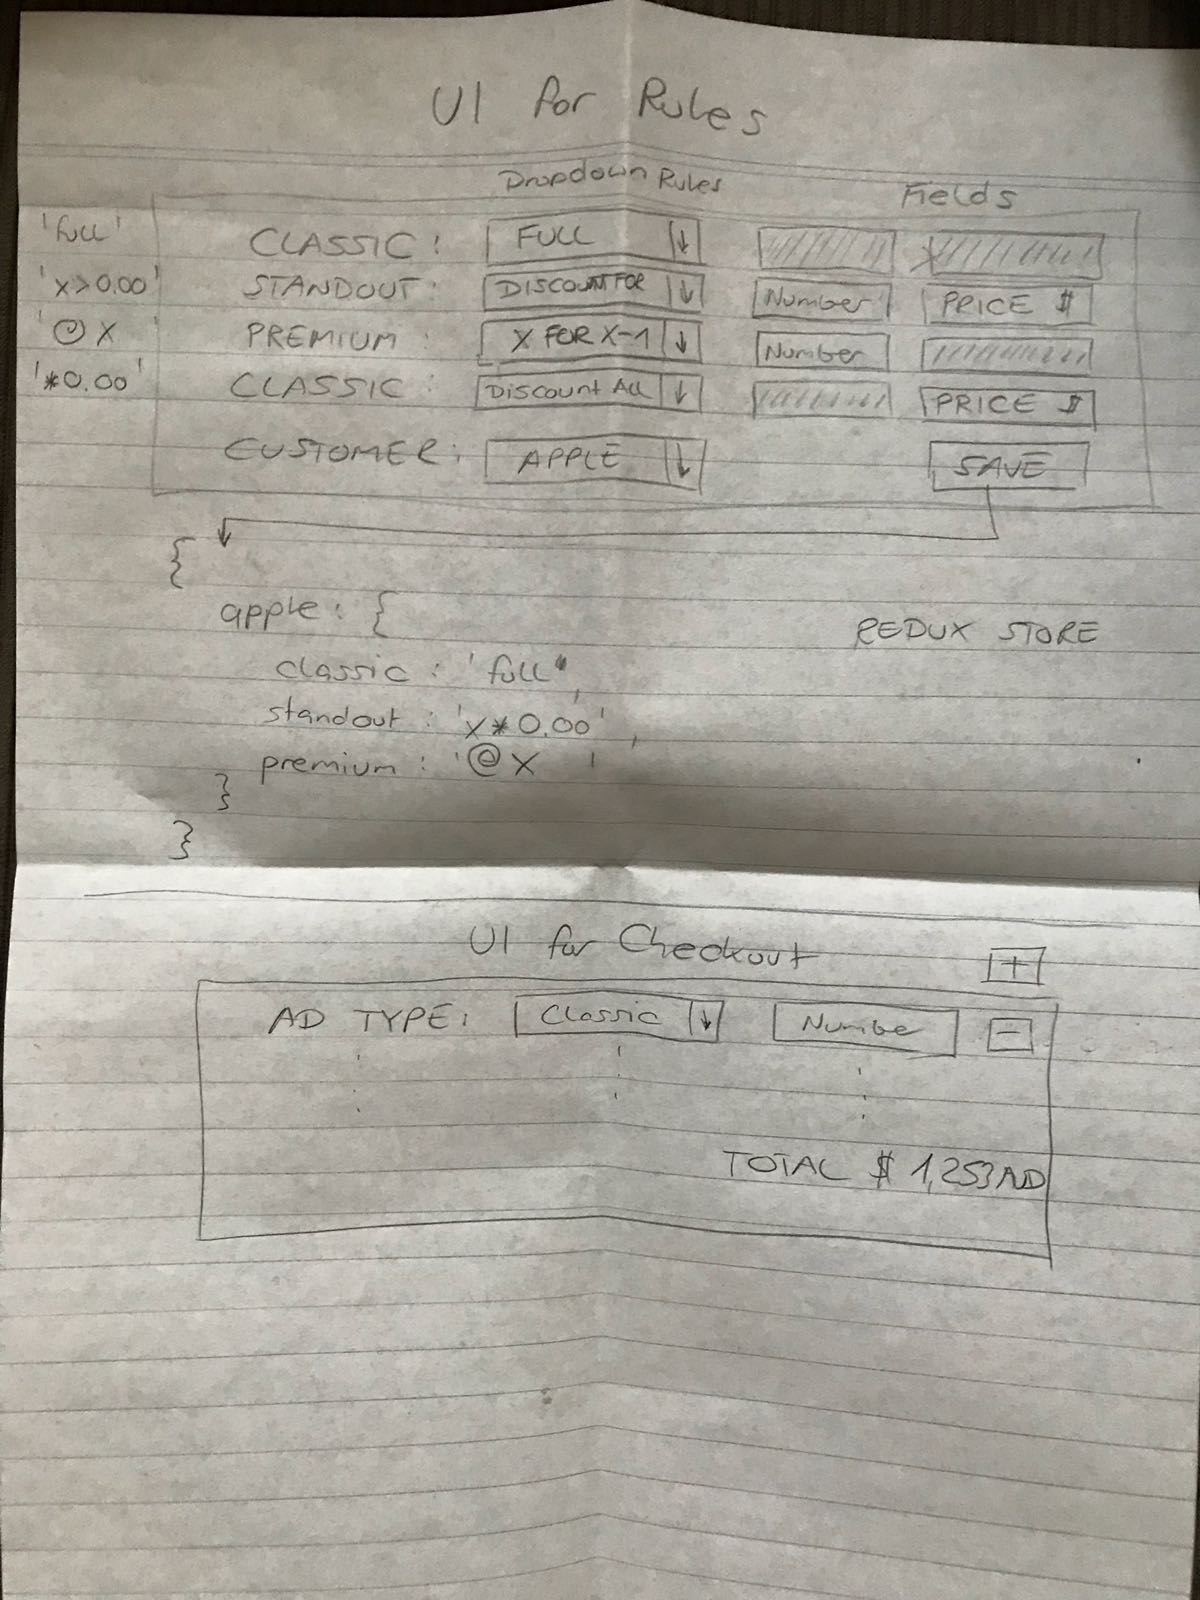 UI for Rules
Dropdown Rules Fields
'full' CLASSIC: FULL ↓
'x>0.00' STANDOUT: DISCOUNT FOR ↓ Number PRICE $
'@X PREMIUM: X FOR X-1 ↓ Number
'*0.00' CLASSIC: DISCOUNT ALL ↓ PRICE $
CUSTOMER: APPLE ↓ SAVE
{
apple: {
REDUX STORE
classic: 'full',
standout: 'x*0.00',
premium: '@X'
}
}
UI for Checkout +
AD TYPE: Classic ↓ Number -
TOTAL $ 1,253